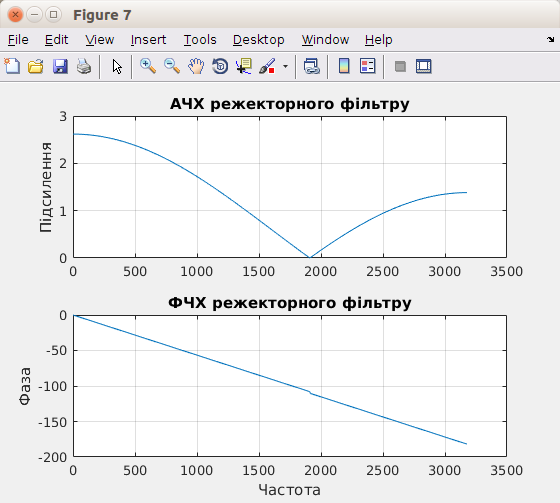 Figure 7
File Edit View Insert Tools Desktop Window Help
АЧХ режекторного фільтру
3
2
1
0
Підсилення
0 500 1000 1500 2000 2500 3000 3500
ФЧХ режекторного фільтру
0
-50
-100
-150
-200
Фаза
0 500 1000 1500 2000 2500 3000 3500
Частота